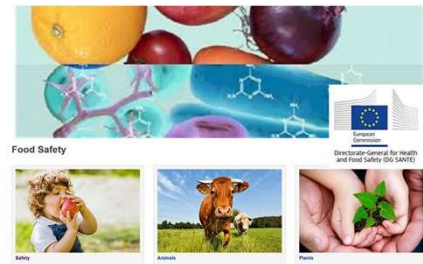 European
Commission
Directorate-General for Health
and Food Safety (DG SANTE)
Food Safety
Safety
Animals
Plants